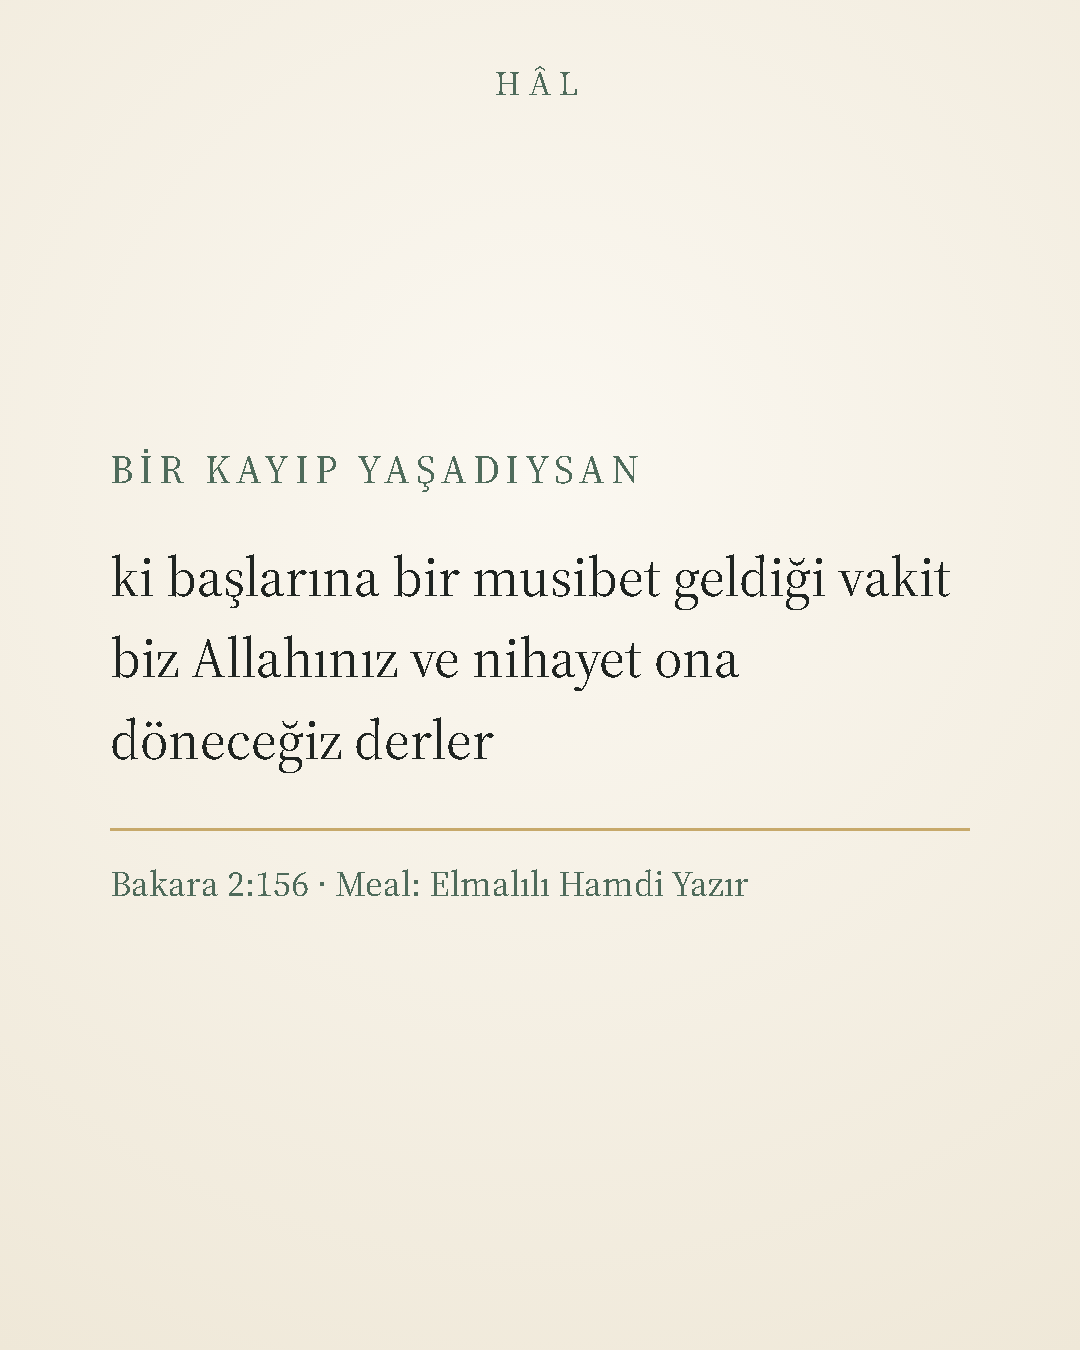 HÂL
BİR KAYIP YAŞADIYSAN
ki başlarına bir musibet geldiği vakit
biz Allahınız ve nihayet ona
döneceğiz derler
Bakara 2:156 · Meal: Elmalılı Hamdi Yazır